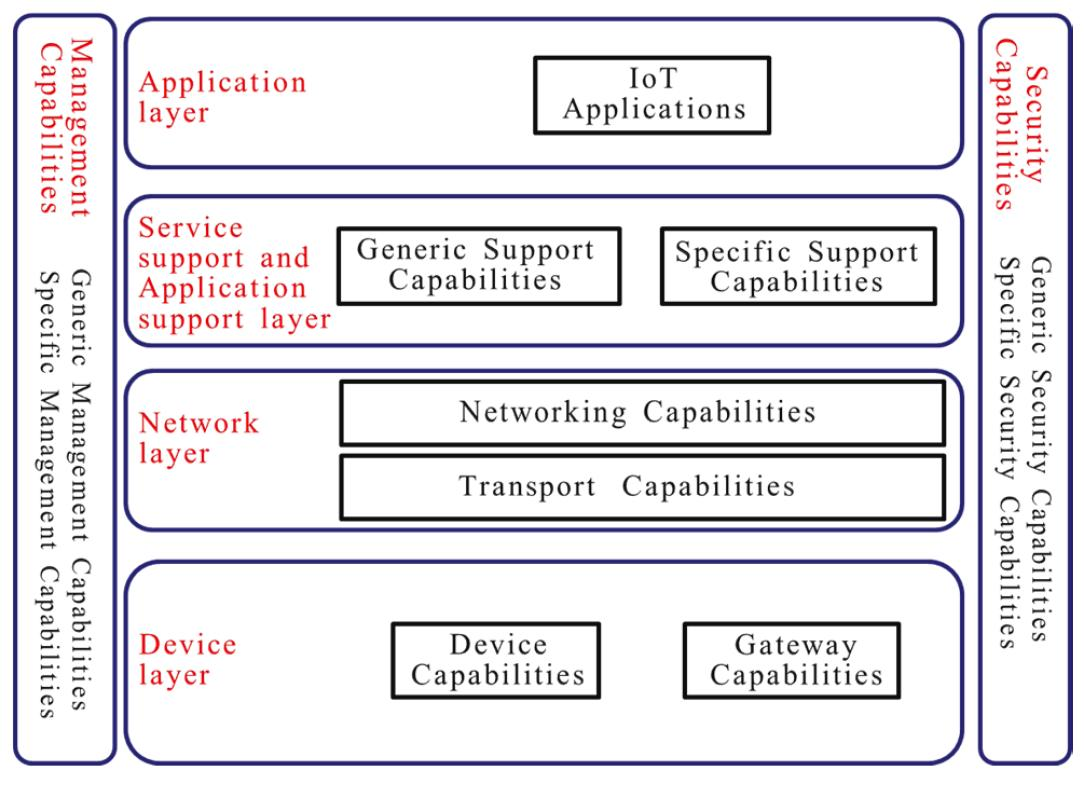 Management
Capabilities
Generic Management Capabilities
Specific Management Capabilities
Application
layer
IoT
Applications
Service
support and
Application
support layer
Generic Support
Capabilities
Specific Support
Capabilities
Network
layer
Networking Capabilities
Transport Capabilities
Device
layer
Device
Capabilities
Gateway
Capabilities
Security
Capabilities
Generic Security Capabilities
Specific Security Capabilities